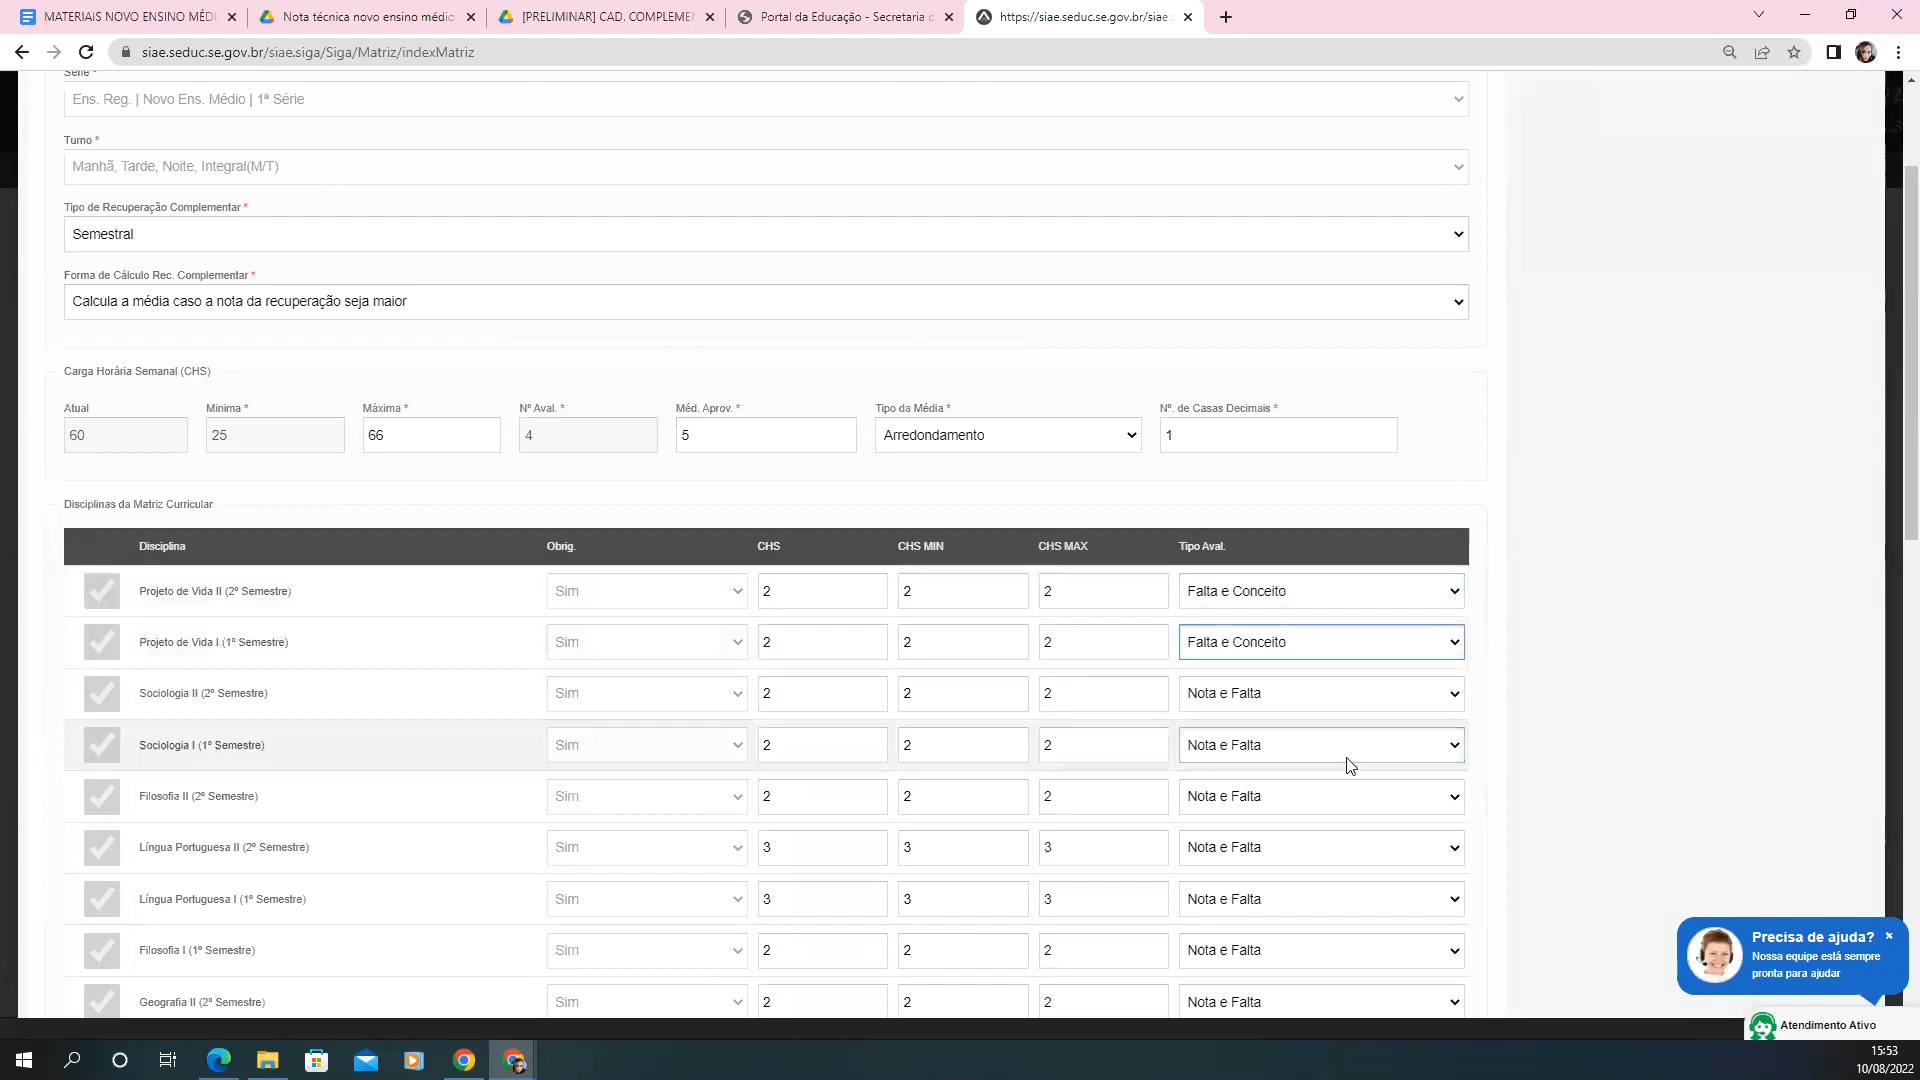 MATERIAIS NOVO ENSINO MÉDI
Nota técnica novo ensino médio
[PRELIMINAR] CAD. COMPLEMEN
Portal da Educação - Secretaria d
https://siae.seduc.se.gov.br/siae.
siae.seduc.se.gov.br/siae.siga/Siga/Matriz/indexMatriz
Série *
Ens. Reg. | Novo Ens. Médio | 1ª Série
Turno *
Manhã, Tarde, Noite, Integral(M/T)
Tipo de Recuperação Complementar *
Semestral
Forma de Cálculo Rec. Complementar *
Calcula a média caso a nota da recuperação seja maior
Carga Horária Semanal (CHS)
Atual Minima * Máxima * Nº Aval. * Méd. Aprov. * Tipo da Média * Nº. de Casas Decimais *
60 25 66 4 5 Arredondamento 1
Disciplinas da Matriz Curricular
Disciplina Obrig. CHS CHS MIN CHS MAX Tipo Aval.
Projeto de Vida II (2º Semestre) Sim 2 2 2 Falta e Conceito
Projeto de Vida I (1º Semestre) Sim 2 2 2 Falta e Conceito
Sociologia II (2º Semestre) Sim 2 2 2 Nota e Falta
Sociologia I (1º Semestre) Sim 2 2 2 Nota e Falta
Filosofia II (2º Semestre) Sim 2 2 2 Nota e Falta
Língua Portuguesa II (2º Semestre) Sim 3 3 3 Nota e Falta
Língua Portuguesa I (1º Semestre) Sim 3 3 3 Nota e Falta
Filosofia I (1º Semestre) Sim 2 2 2 Nota e Falta
Geografia II (2º Semestre) Sim 2 2 2 Nota e Falta
Precisa de ajuda? ×
Nossa equipe está sempre
pronta para ajudar
Atendimento Ativo
15:53
10/08/2022